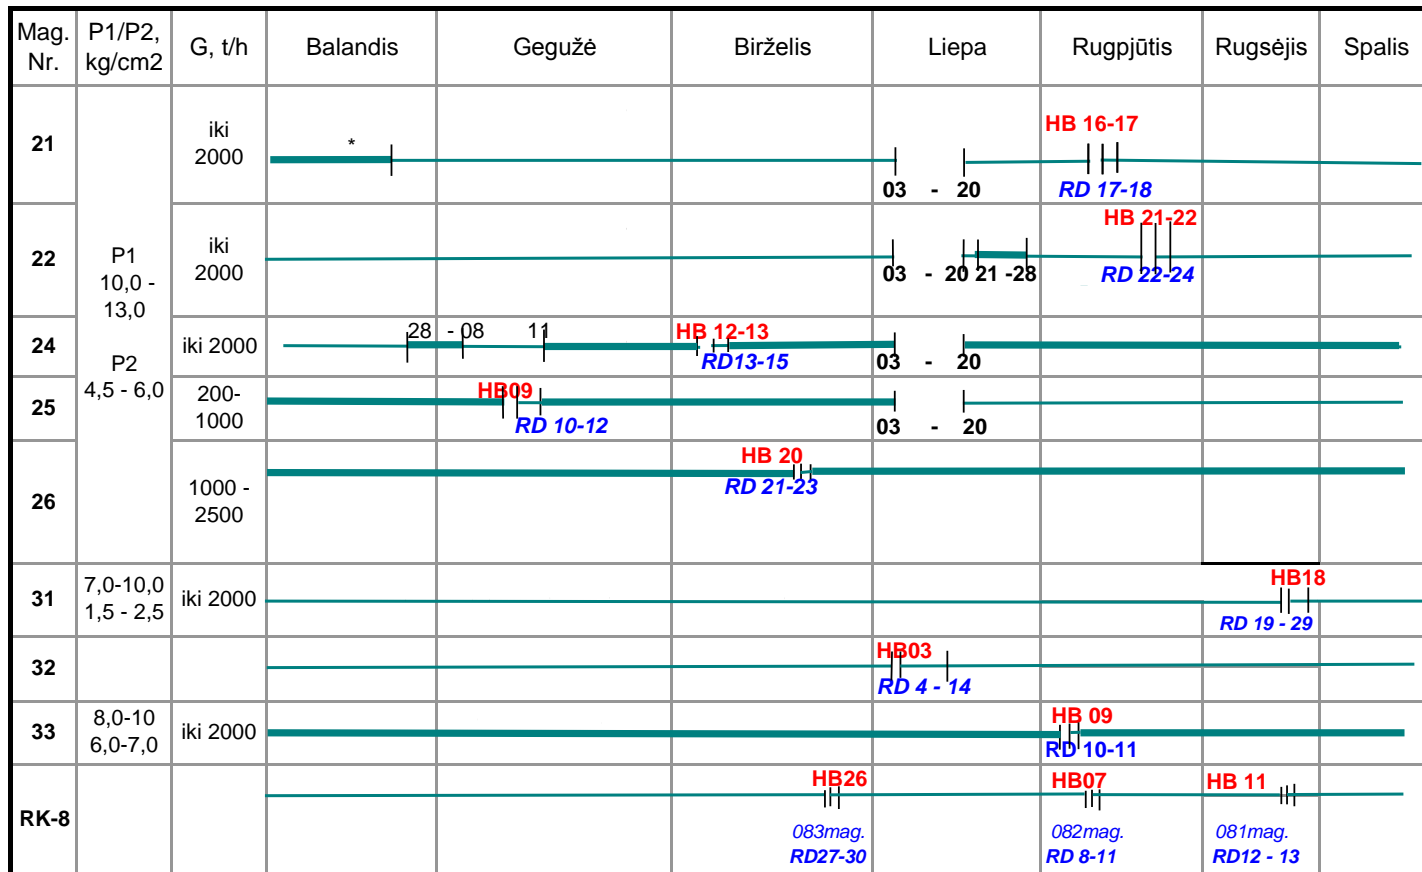 Mag. Nr. P1/P2, kg/cm2 G, t/h Balandis Gegužė Birželis Liepa Rugpjūtis Rugsėjis Spalis
P1
10,0 -
13,0
P2
4,5 - 6,0
21
iki
2000
*
03 - 20
HB 16-17
RD 17-18
22
iki
2000
03 - 20 21 -28
HB 21-22
RD 22-24
24
iki 2000
28 - 08 11
HB 12-13
RD13-15
03 - 20
25
200-
1000
HB09
RD 10-12
03 - 20
26
1000 -
2500
HB 20
RD 21-23
31
7,0-10,0
1,5 - 2,5
iki 2000
HB18
RD 19 - 29
32
HB03
RD 4 - 14
33
8,0-10
6,0-7,0
iki 2000
HB 09
RD 10-11
RK-8
HB26
083mag.
RD27-30
HB07
082mag.
RD 8-11
HB 11
081mag.
RD12 - 13